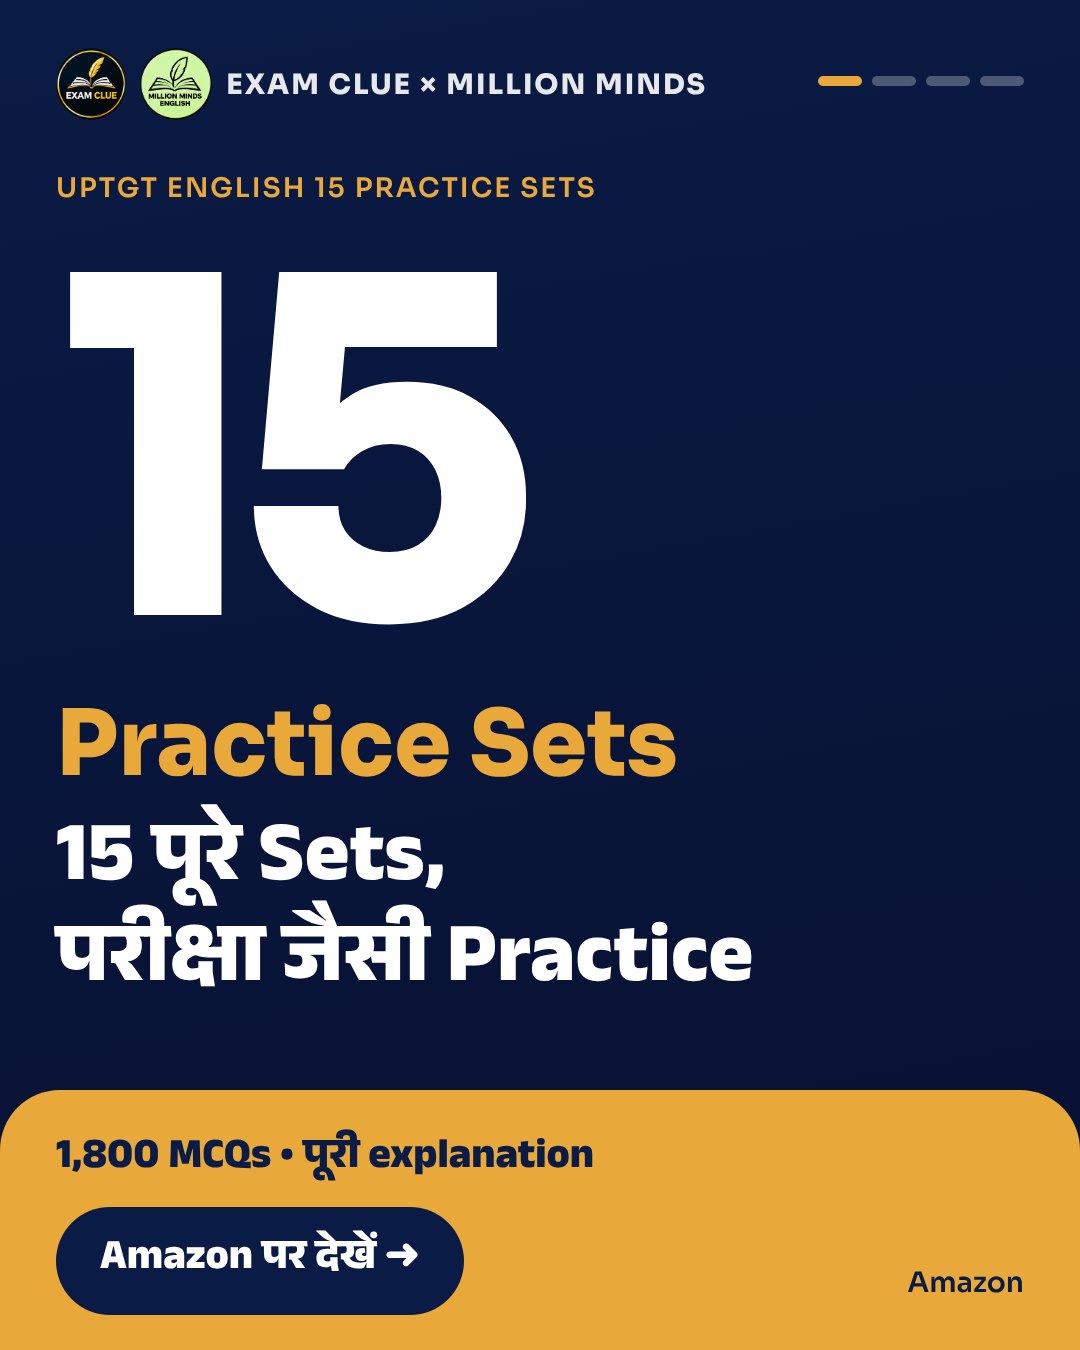 EXAM CLUE
MILLION MINDS
ENGLISH
EXAM CLUE × MILLION MINDS
UPTGT ENGLISH 15 PRACTICE SETS
15
Practice Sets
15 पूरे Sets,
परीक्षा जैसी Practice
1,800 MCQs • पूरी explanation
Amazon पर देखें →
Amazon